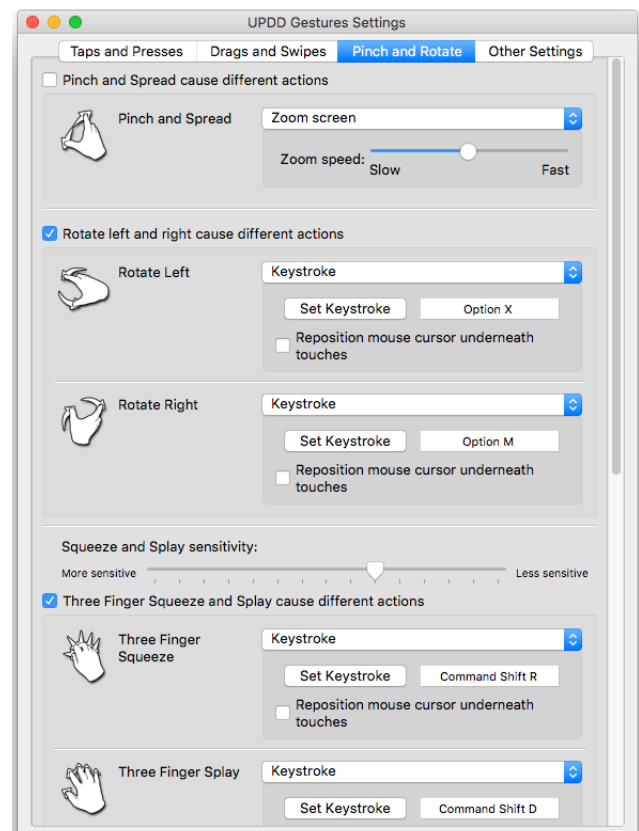 UPDD Gestures Settings
Taps and Presses Drags and Swipes Pinch and Rotate Other Settings
Pinch and Spread cause different actions
Pinch and Spread Zoom screen
Zoom speed:
Slow Fast
Rotate left and right cause different actions
Rotate Left Keystroke
Set Keystroke Option X
Reposition mouse cursor underneath
touches
Rotate Right Keystroke
Set Keystroke Option M
Reposition mouse cursor underneath
touches
Squeeze and Splay sensitivity:
More sensitive Less sensitive
Three Finger Squeeze and Splay cause different actions
Three Finger Keystroke
Squeeze
Set Keystroke Command Shift R
Reposition mouse cursor underneath
touches
Three Finger Splay Keystroke
Set Keystroke Command Shift D